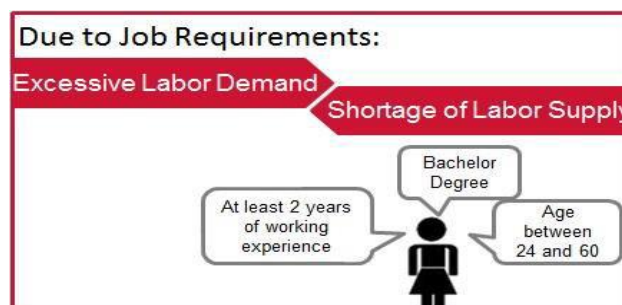 Due to Job Requirements:
Excessive Labor Demand
Shortage of Labor Supply
Bachelor
Degree
At least 2 years
of working
experience
Age
between
24 and 60